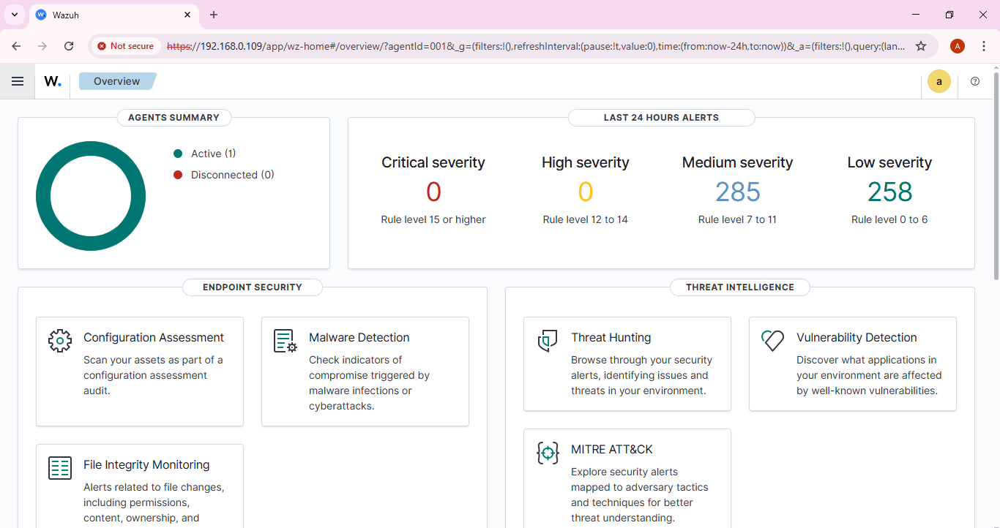 Wazuh
Not secure
https://192.168.0.109/app/wz-home#/overview/?agentId=001&_g=(filters:!(),refreshInterval:(pause:!t,value:0),time:(from:now-24h,to:now))&_a=(filters:!(),query:(lan...
A
W.
Overview
a
AGENTS SUMMARY
Active (1)
Disconnected (0)
LAST 24 HOURS ALERTS
Critical severity
0
Rule level 15 or higher
High severity
0
Rule level 12 to 14
Medium severity
285
Rule level 7 to 11
Low severity
258
Rule level 0 to 6
ENDPOINT SECURITY
Configuration Assessment
Scan your assets as part of a
configuration assessment
audit.
Malware Detection
Check indicators of
compromise triggered by
malware infections or
cyberattacks.
File Integrity Monitoring
Alerts related to file changes,
including permissions,
content, ownership, and
THREAT INTELLIGENCE
Threat Hunting
Browse through your security
alerts, identifying issues and
threats in your environment.
Vulnerability Detection
Discover what applications in
your environment are affected
by well-known vulnerabilities.
MITRE ATT&CK
Explore security alerts
mapped to adversary tactics
and techniques for better
threat understanding.